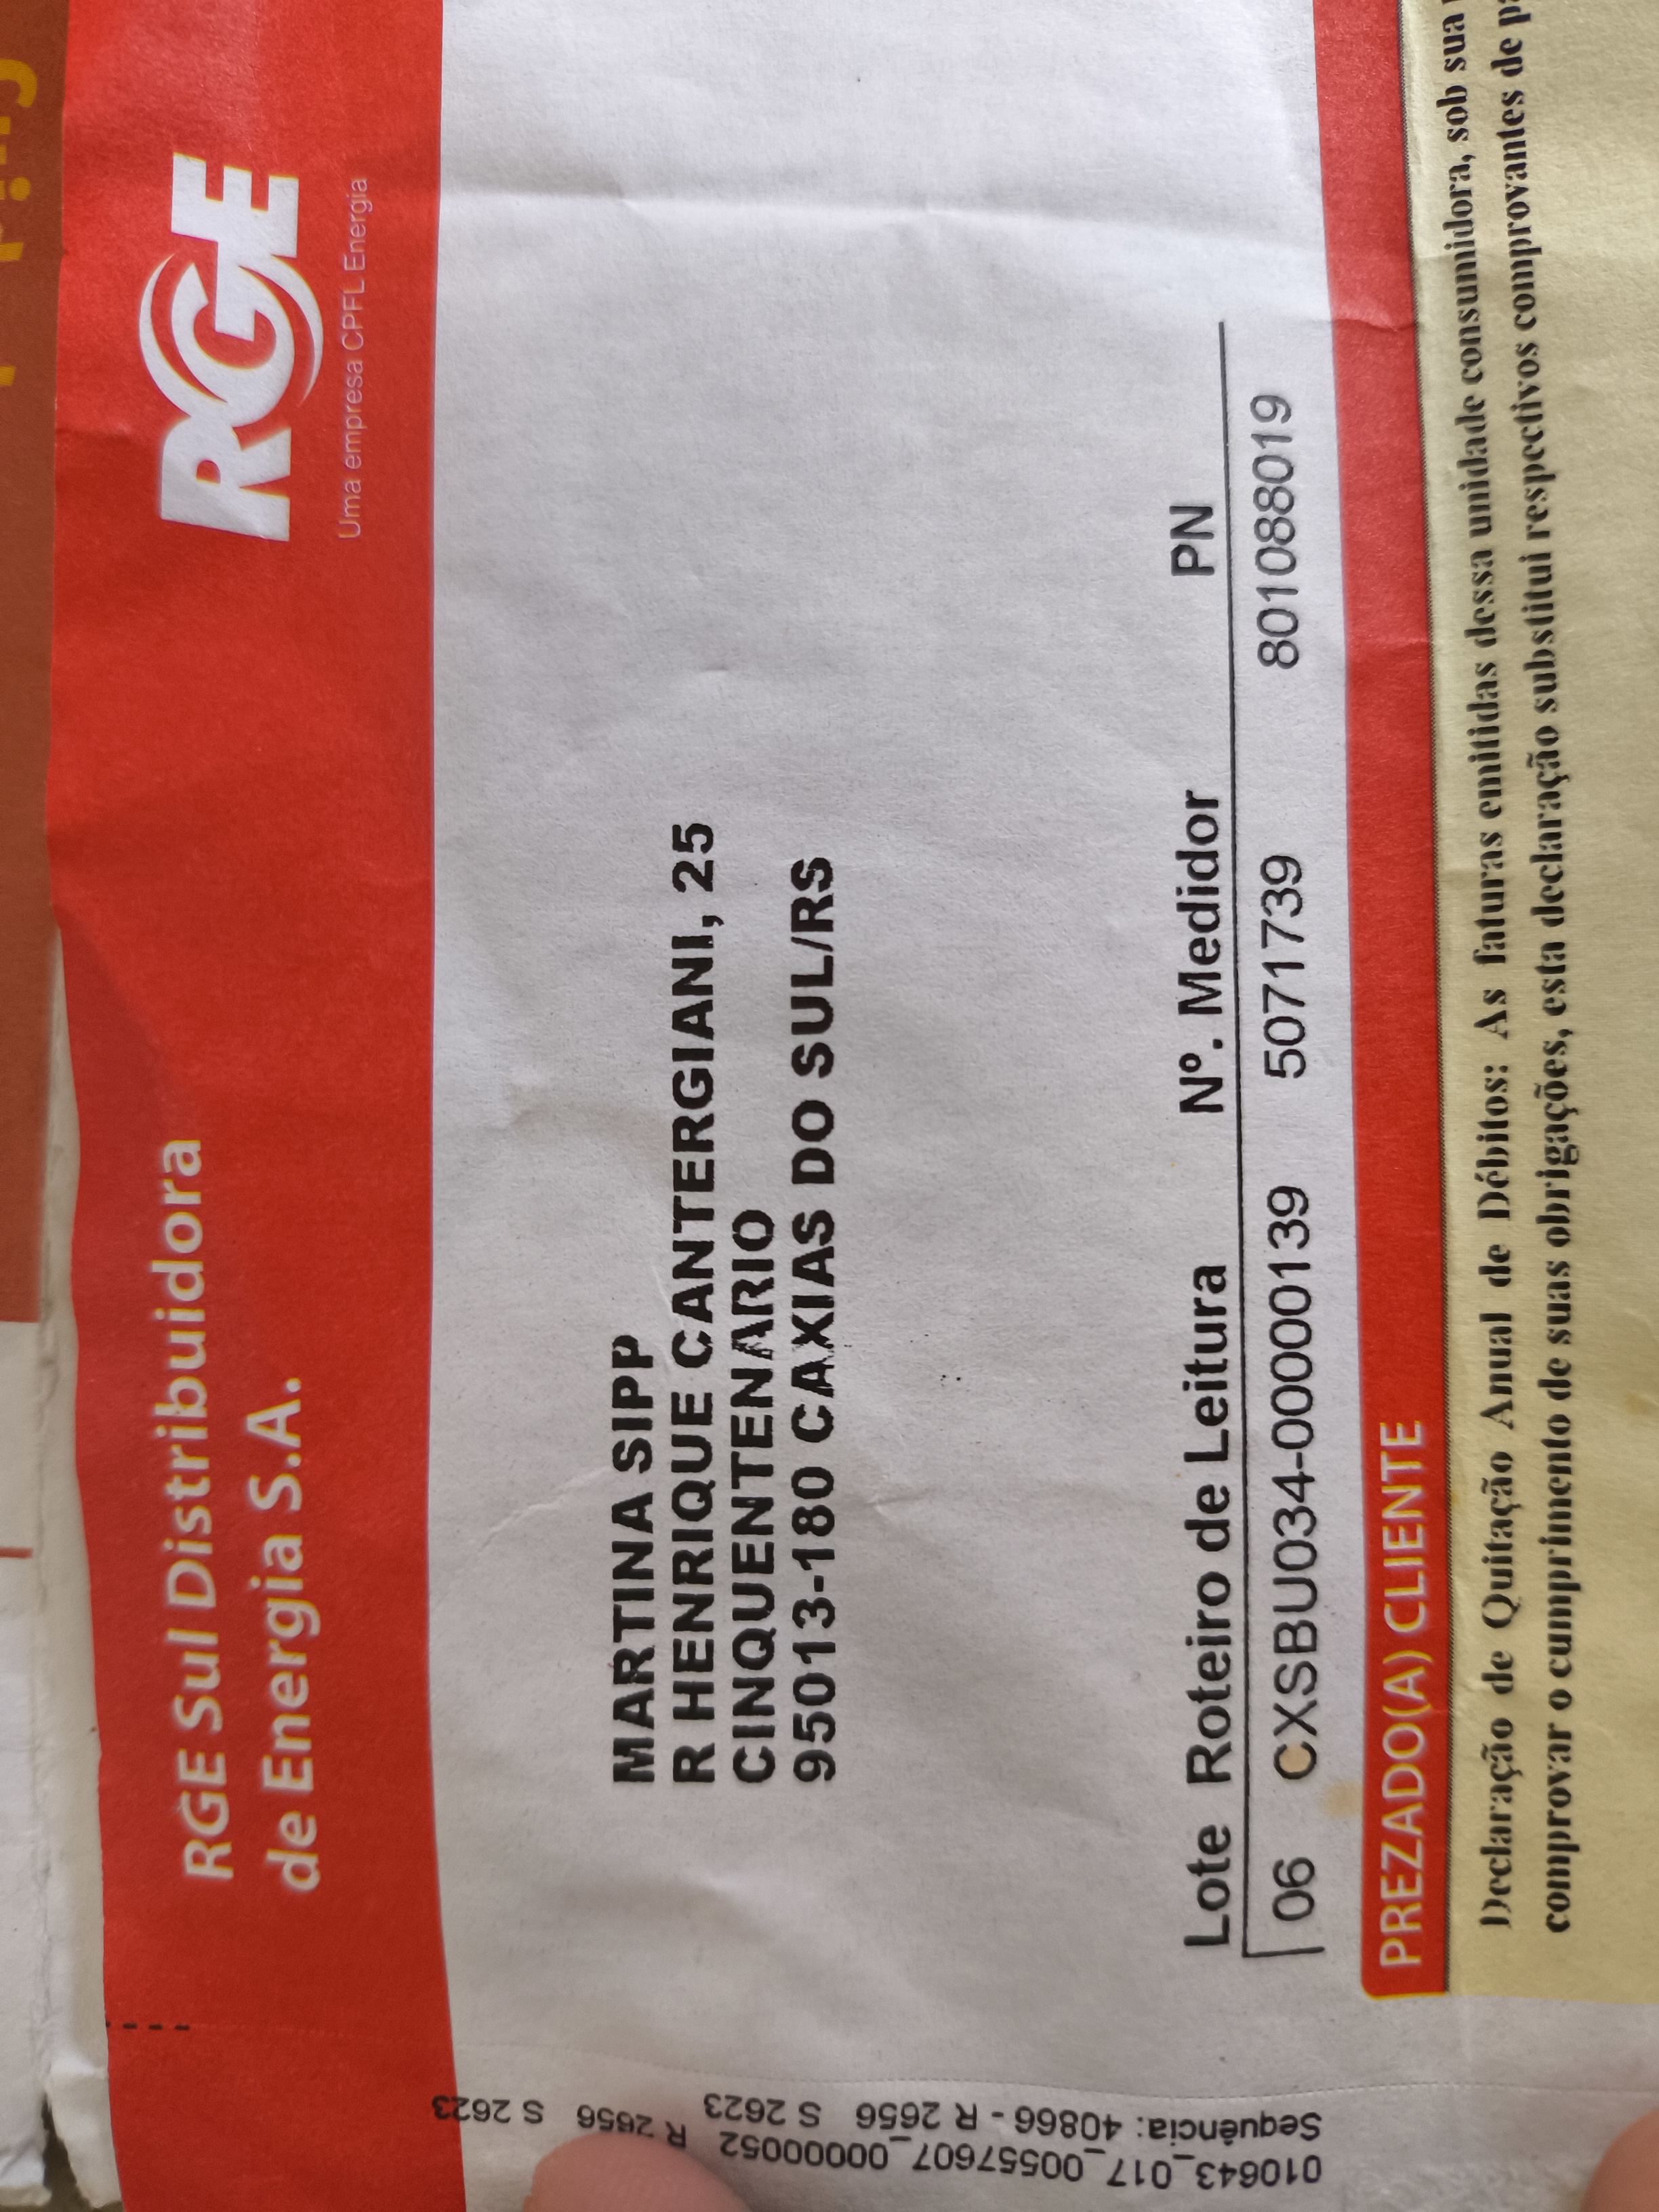 RGE Sul Distribuidora
de Energia S.A.
RGE
Uma empresa CPFL Energia
MARTINA SIPP
R HENRIQUE CANTERGIANI, 25
CINQUENTENARIO
95013-180 CAXIAS DO SUL/RS
Lote Roteiro de Leitura Nº. Medidor PN
06 CXSBU034-00000139 5071739 801088019
PREZADO(A) CLIENTE
Declaração de Quitação Anual de Débitos: As faturas emitidas dessa unidade consumidora, sob sua
comprovar o cumprimento de suas obrigações, esta declaração substitui respectivos comprovantes de
010643_017_00557607_00000052 R 2656 S 2623
Sequência: 40866 - R 2656 S 2623